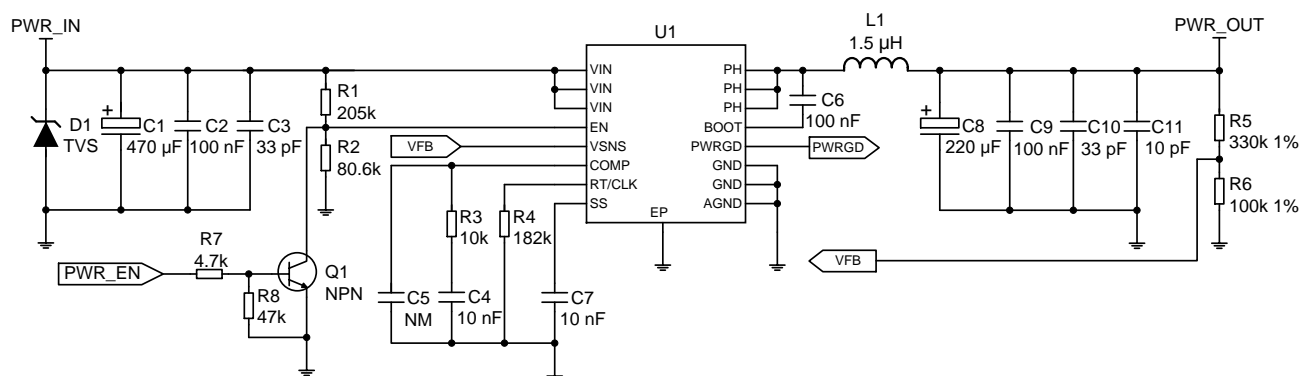 PWR_IN
U1
L1
1.5 µH
PWR_OUT
VIN
VIN
VIN
EN
VSNS
COMP
RT/CLK
SS
EP
PH
PH
PH
BOOT
PWRGD
GND
GND
AGND
D1
TVS
+
C1
470 µF
C2
100 nF
C3
33 pF
R1
205k
R2
80.6k
VFB
R3
10k
R4
182k
C5
NM
C4
10 nF
C7
10 nF
PWR_EN
R7
4.7k
R8
47k
Q1
NPN
C6
100 nF
PWRGD
+
C8
220 µF
C9
100 nF
C10
33 pF
C11
10 pF
R5
330k 1%
R6
100k 1%
VFB